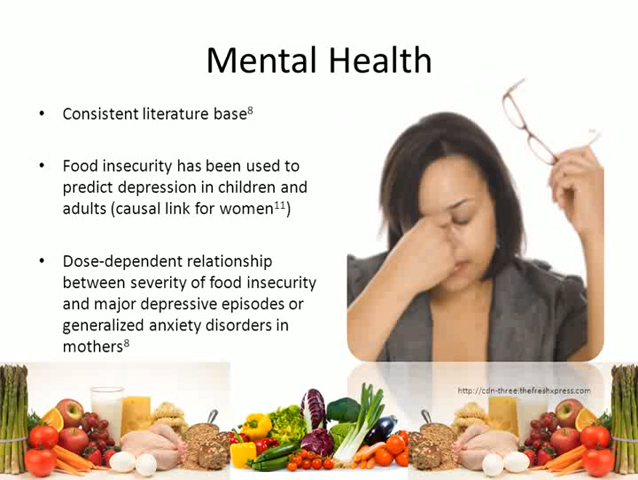 Mental Health
• Consistent literature base⁸
• Food insecurity has been used to
predict depression in children and
adults (causal link for women¹¹)
• Dose-dependent relationship
between severity of food insecurity
and major depressive episodes or
generalized anxiety disorders in
mothers⁸
http://cdn-three.thefreshxpress.com